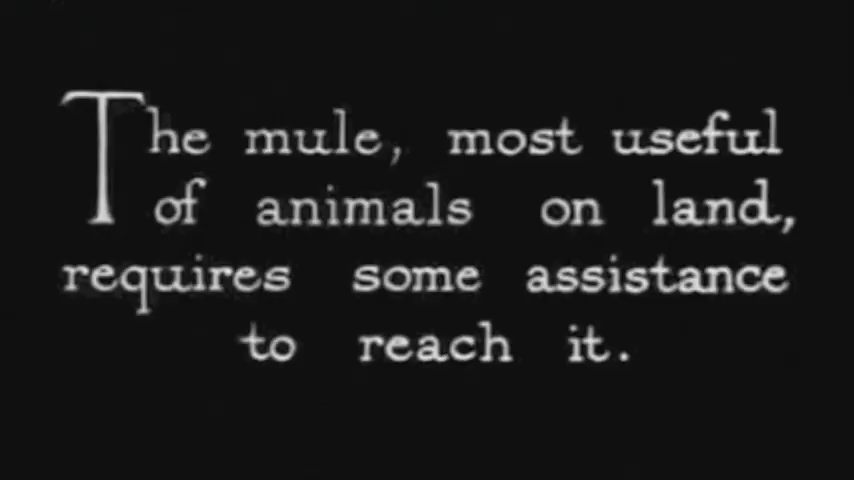 The mule, most useful
of animals on land,
requires some assistance
to reach it.